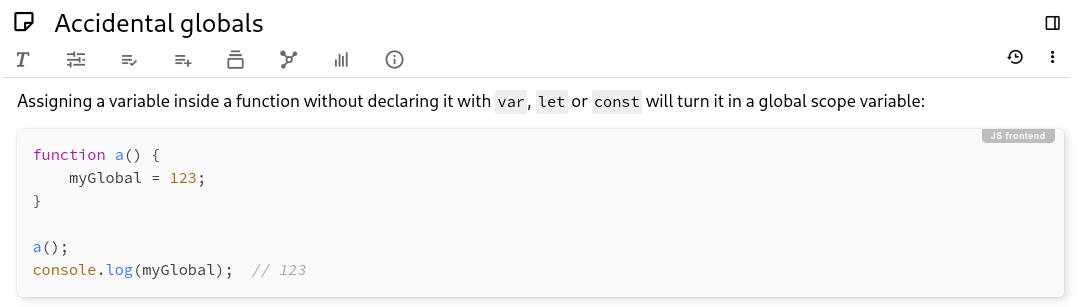 Accidental globals
Assigning a variable inside a function without declaring it with var, let or const will turn it in a global scope variable:
JS frontend
function a() {
    myGlobal = 123;
}

a();
console.log(myGlobal);  // 123